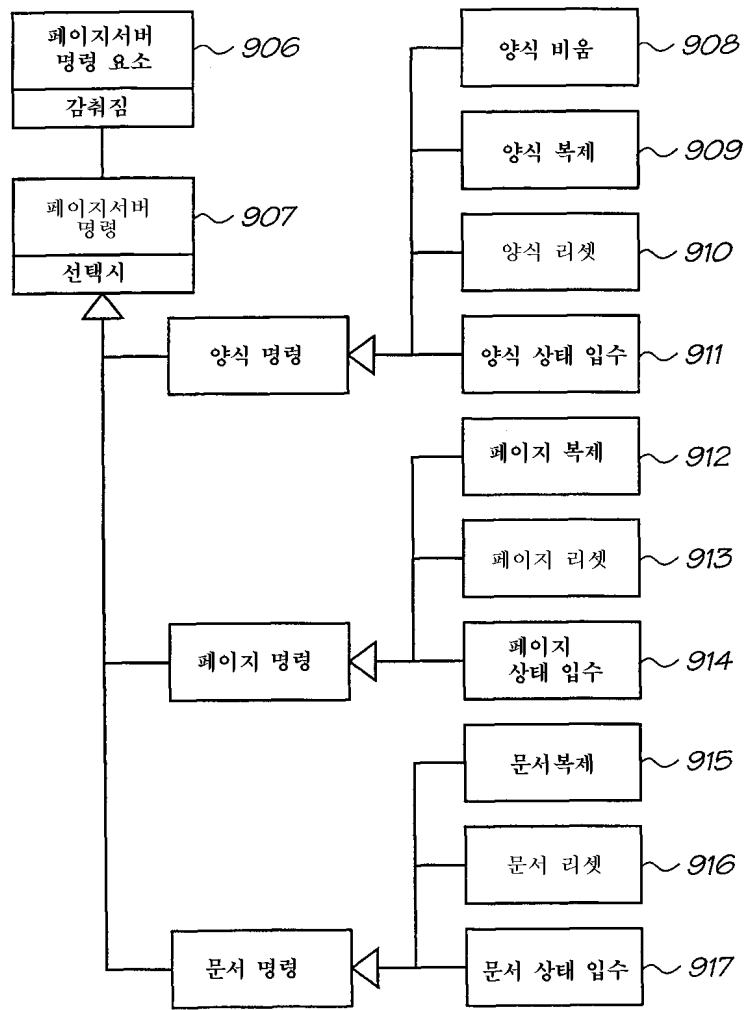 페이지서버
명령 요소
906
감춰짐
페이지서버
명령
907
선택시
양식 비움
908
양식 복제
909
양식 리셋
910
양식 명령
양식 상태 입수
911
페이지 복제
912
페이지 리셋
913
페이지 명령
페이지
상태 입수
914
문서복제
915
문서 리셋
916
문서 명령
문서 상태 입수
917